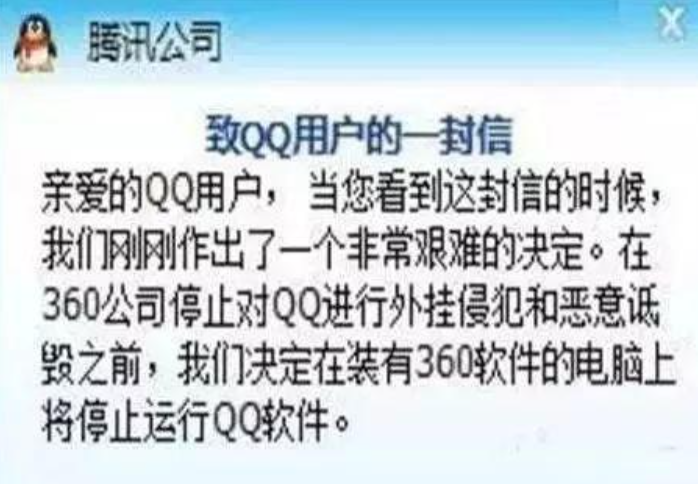 腾讯公司
致QQ用户的一封信
亲爱的QQ用户，当您看到这封信的时候，
我们刚刚作出了一个非常艰难的决定。在
360公司停止对QQ进行外挂侵犯和恶意诋
毁之前，我们决定在装有360软件的电脑上
将停止运行QQ软件。